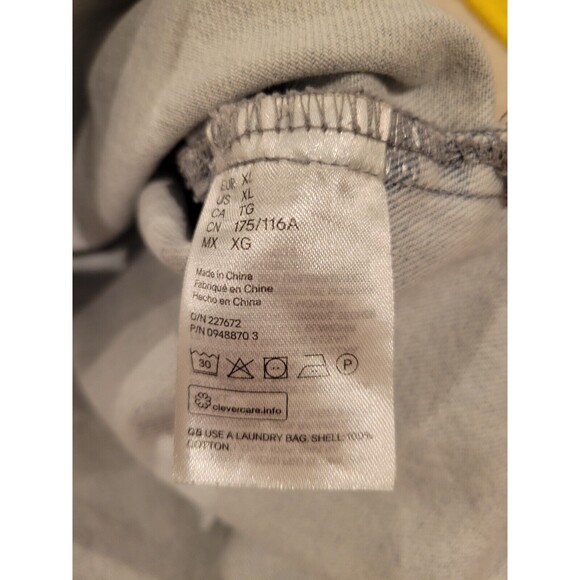 EUR XL
US XL
CA TG
CN 175/116A
MX XG
Made in China
Fabriqué en Chine
Hecho en China
O/N 227672
P/N 0948870 3
30
P
clevercare.info
GB USE A LAUNDRY BAG. SHELL: 100%
COTTON.